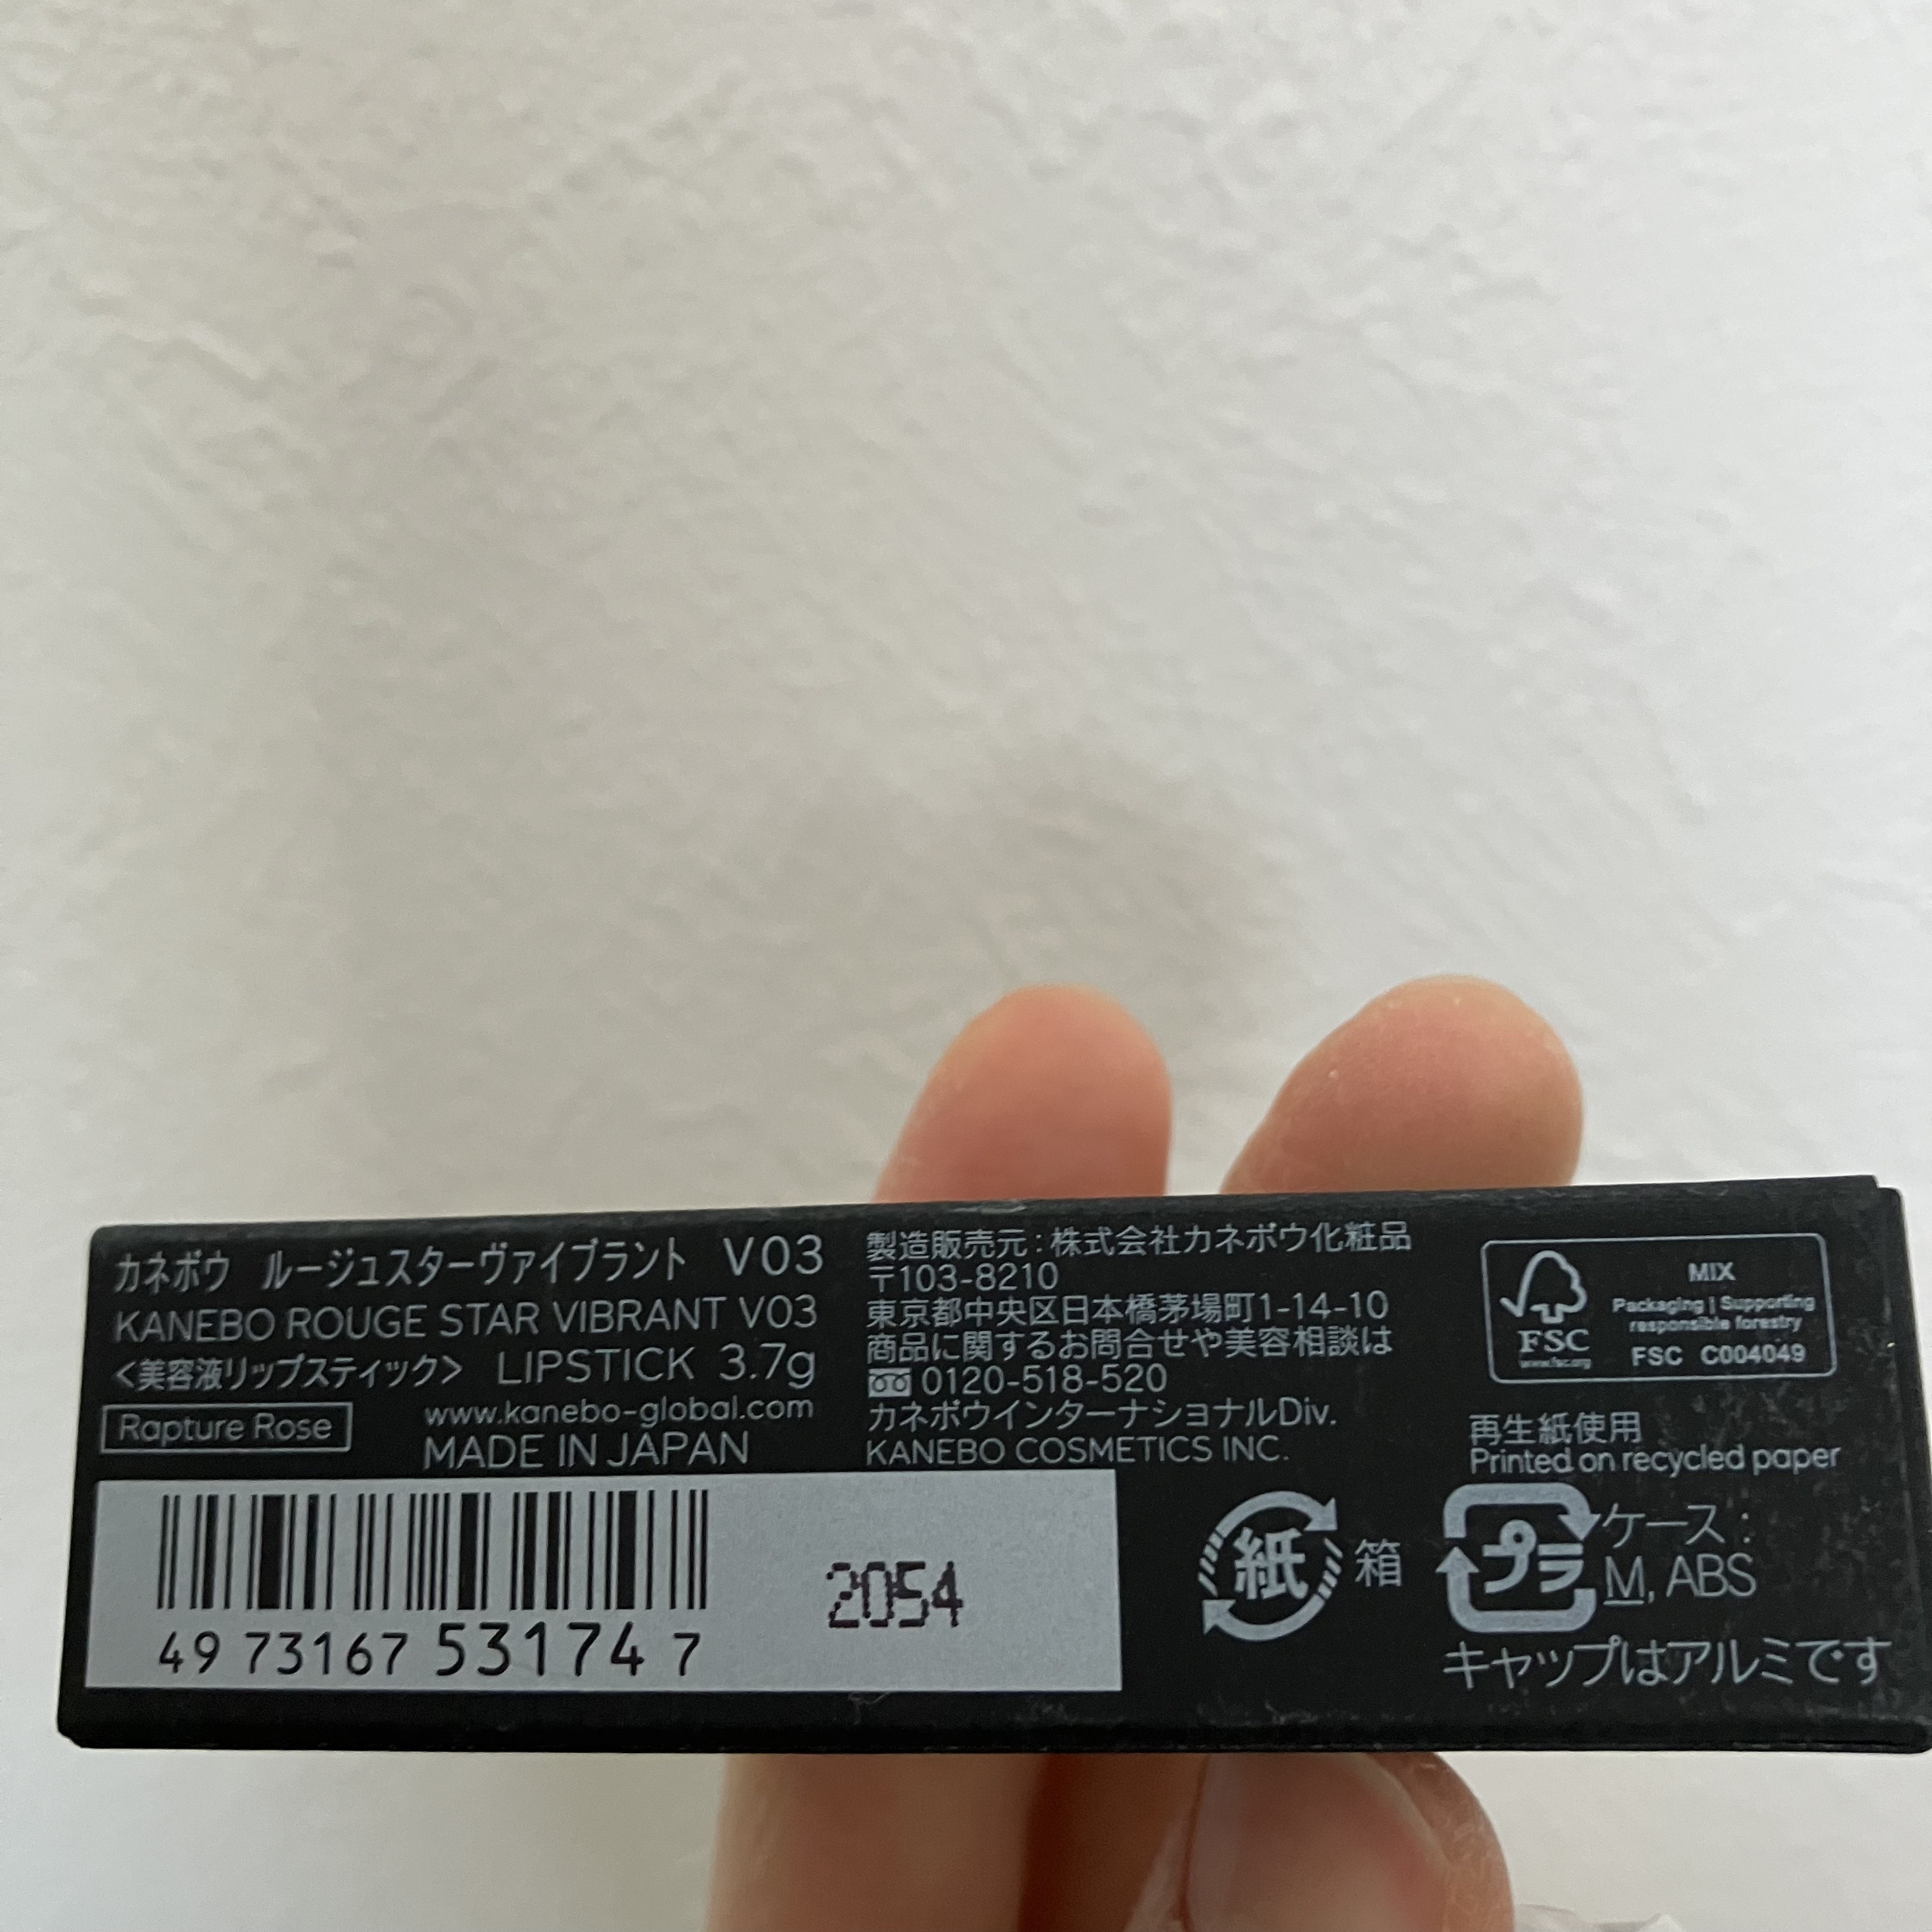 カネボウ ルージュスターヴァイブラント V03
KANEBO ROUGE STAR VIBRANT V03
<美容液リップスティック> LIPSTICK 3.7g
Rapture Rose
www.kanebo-global.com
MADE IN JAPAN
49 73167 531747
2054
製造販売元:株式会社カネボウ化粧品
〒103-8210
東京都中央区日本橋茅場町1-14-10
商品に関するお問合せや美容相談は
0120-518-520
カネボウインターナショナルDiv.
KANEBO COSMETICS INC.
FSC
www.fsc.org
MIX
Packaging | Supporting
responsible forestry
FSC C004049
再生紙使用
Printed on recycled paper
紙 箱
プラ ケース:
M, ABS
キャップはアルミです